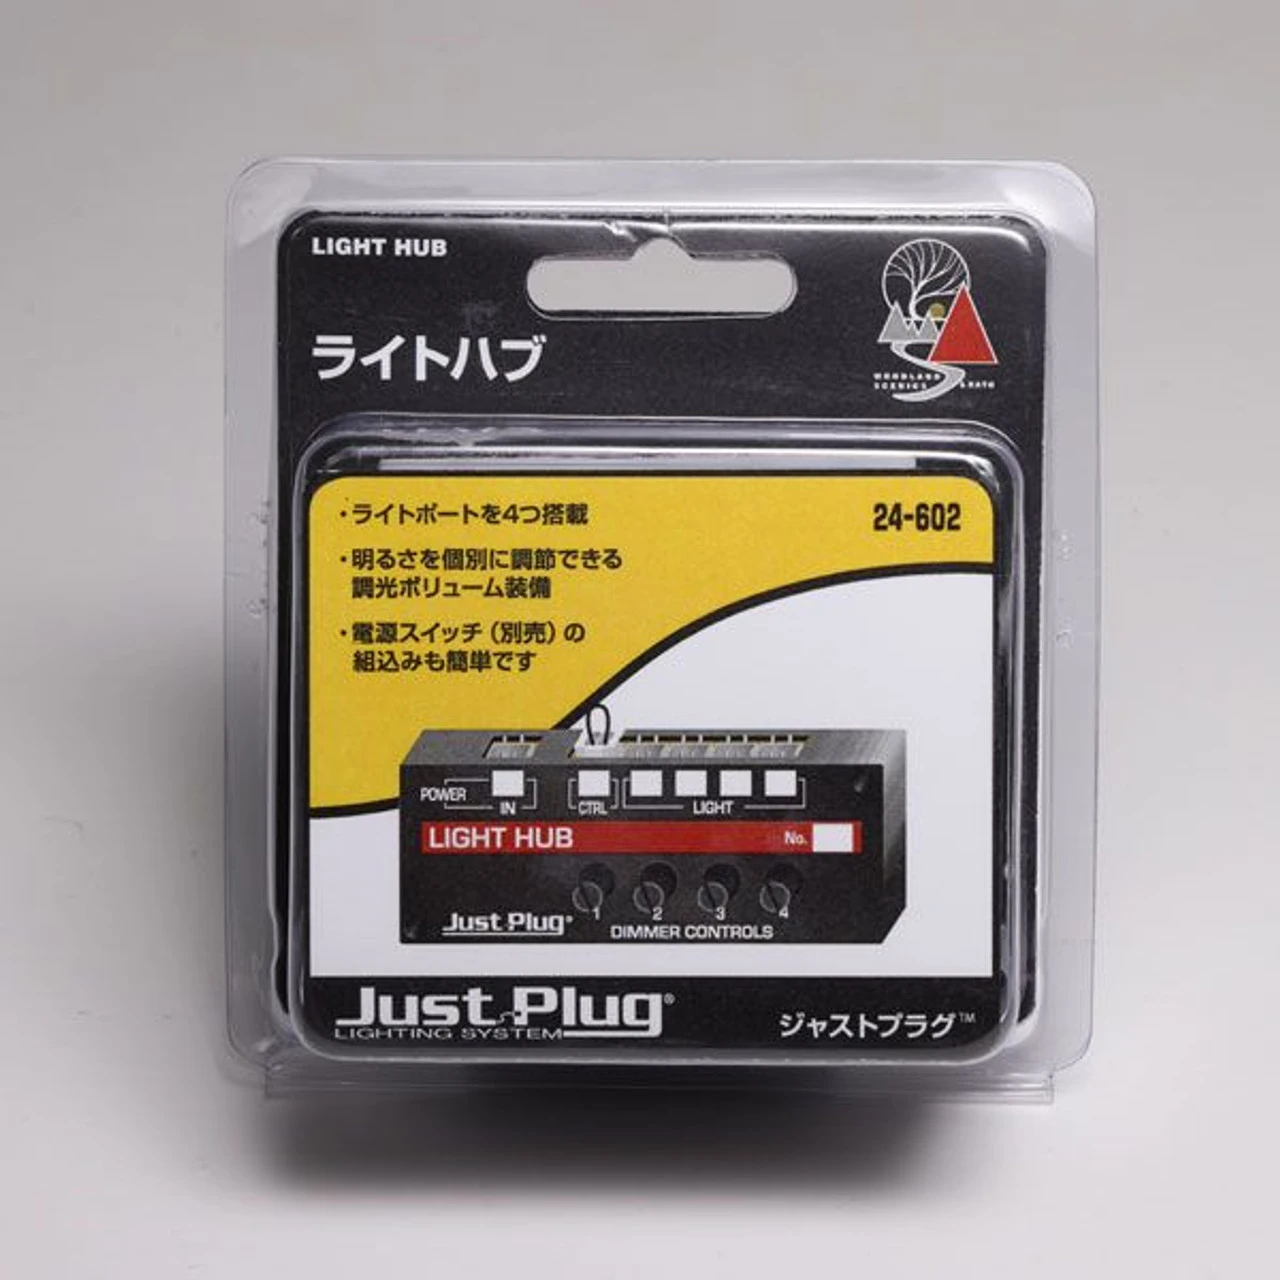 LIGHT HUB
ライトハブ
WOODLAND
SCENICS & KATO
・ライトポートを4つ搭載
24-602
・明るさを個別に調節できる
調光ボリューム装備
・電源スイッチ（別売）の
組込みも簡単です
POWER
IN
CTRL
LIGHT
LIGHT HUB
No.
1 2 3 4
Just Plug®
DIMMER CONTROLS
Just Plug®
LIGHTING SYSTEM
ジャストプラグ™